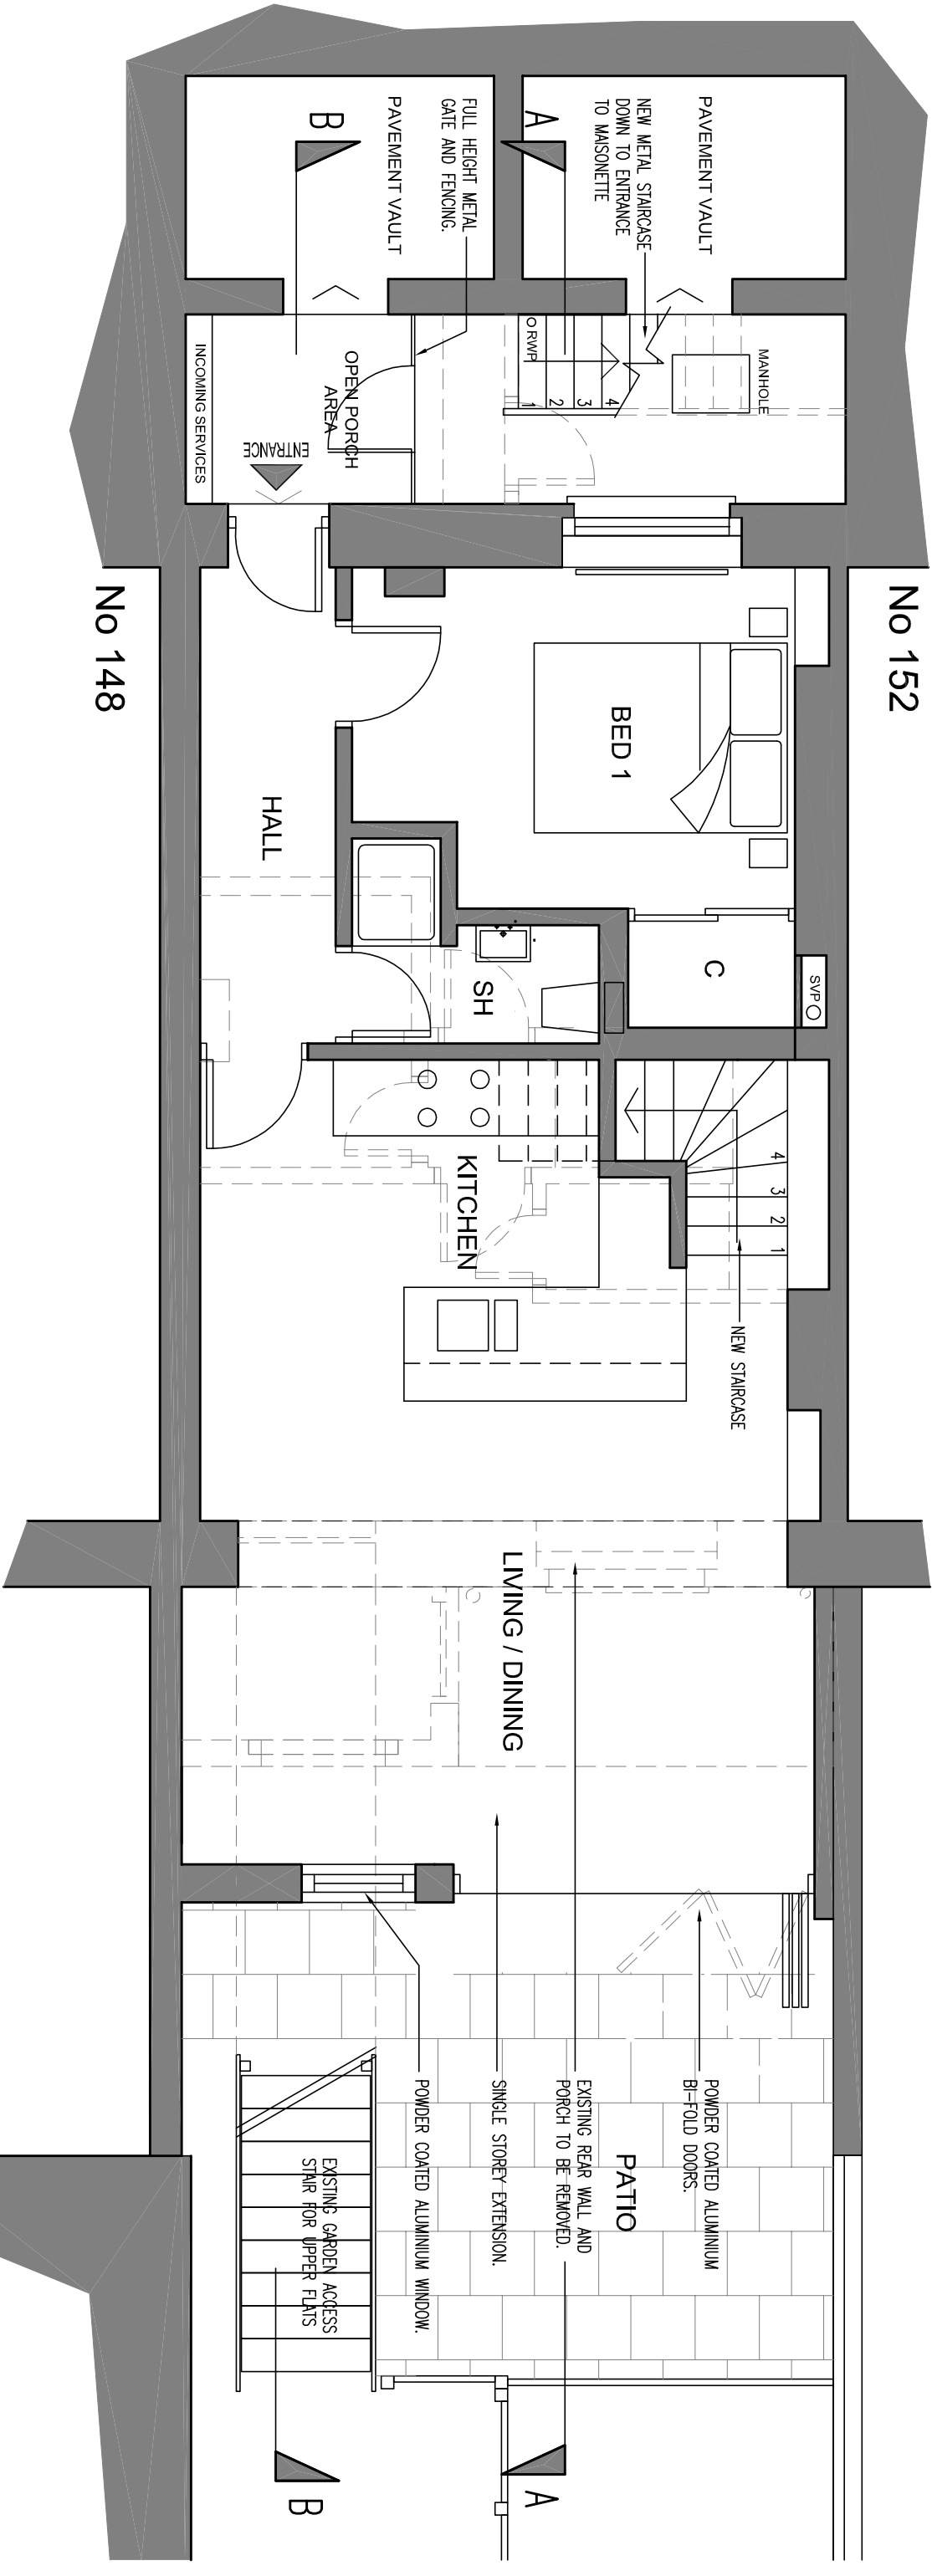 No 152
No 148
PAVEMENT VAULT
NEW METAL STAIRCASE
DOWN TO ENTRANCE
TO MAISONETTE
A
FULL HEIGHT METAL
GATE AND FENCING.
PAVEMENT VAULT
B
MANHOLE
RWP
1
2
3
4
OPEN PORCH
AREA
ENTRANCE
INCOMING SERVICES
BED 1
HALL
C
SVP
SH
KITCHEN
4
3
2
1
NEW STAIRCASE
LIVING / DINING
POWDER COATED ALUMINIUM
BI-FOLD DOORS.
PATIO
EXISTING REAR WALL AND
PORCH TO BE REMOVED.
SINGLE STOREY EXTENSION.
POWDER COATED ALUMINIUM WINDOW.
EXISTING GARDEN ACCESS
STAIR FOR UPPER FLATS
A
B